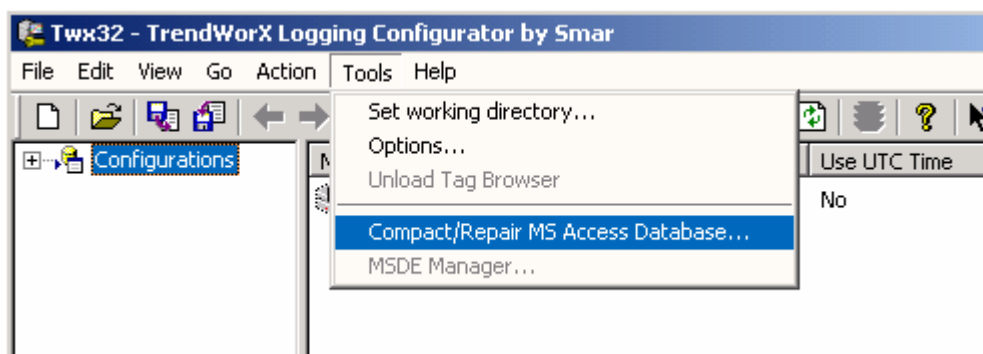 Twx32 - TrendWorX Logging Configurator by Smar
File Edit View Go Action Tools Help
Set working directory...
Options...
Configurations
Use UTC Time
Unload Tag Browser
No
Compact/Repair MS Access Database...
MSDE Manager...